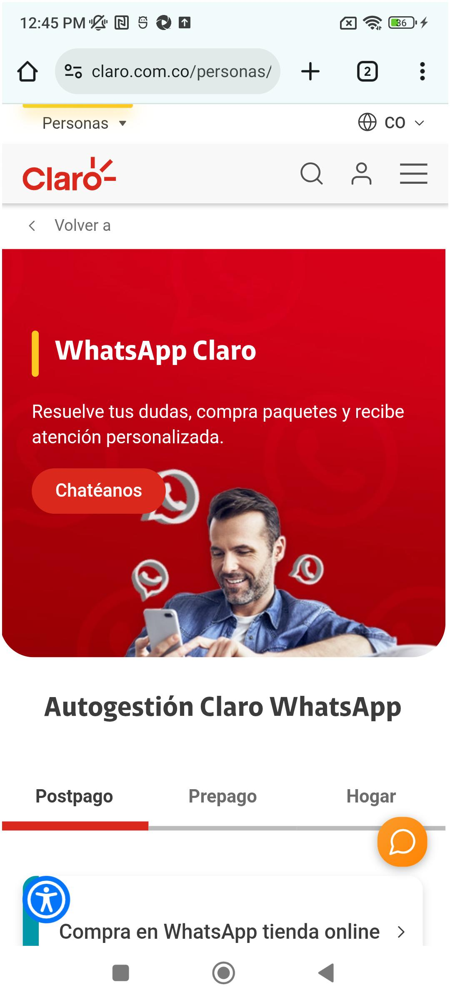 12:45 PM
36
claro.com.co/personas/
2
Personas
CO
Claro
Volver a
WhatsApp Claro
Resuelve tus dudas, compra paquetes y recibe
atención personalizada.
Chatéanos
Autogestión Claro WhatsApp
Postpago
Prepago
Hogar
Compra en WhatsApp tienda online